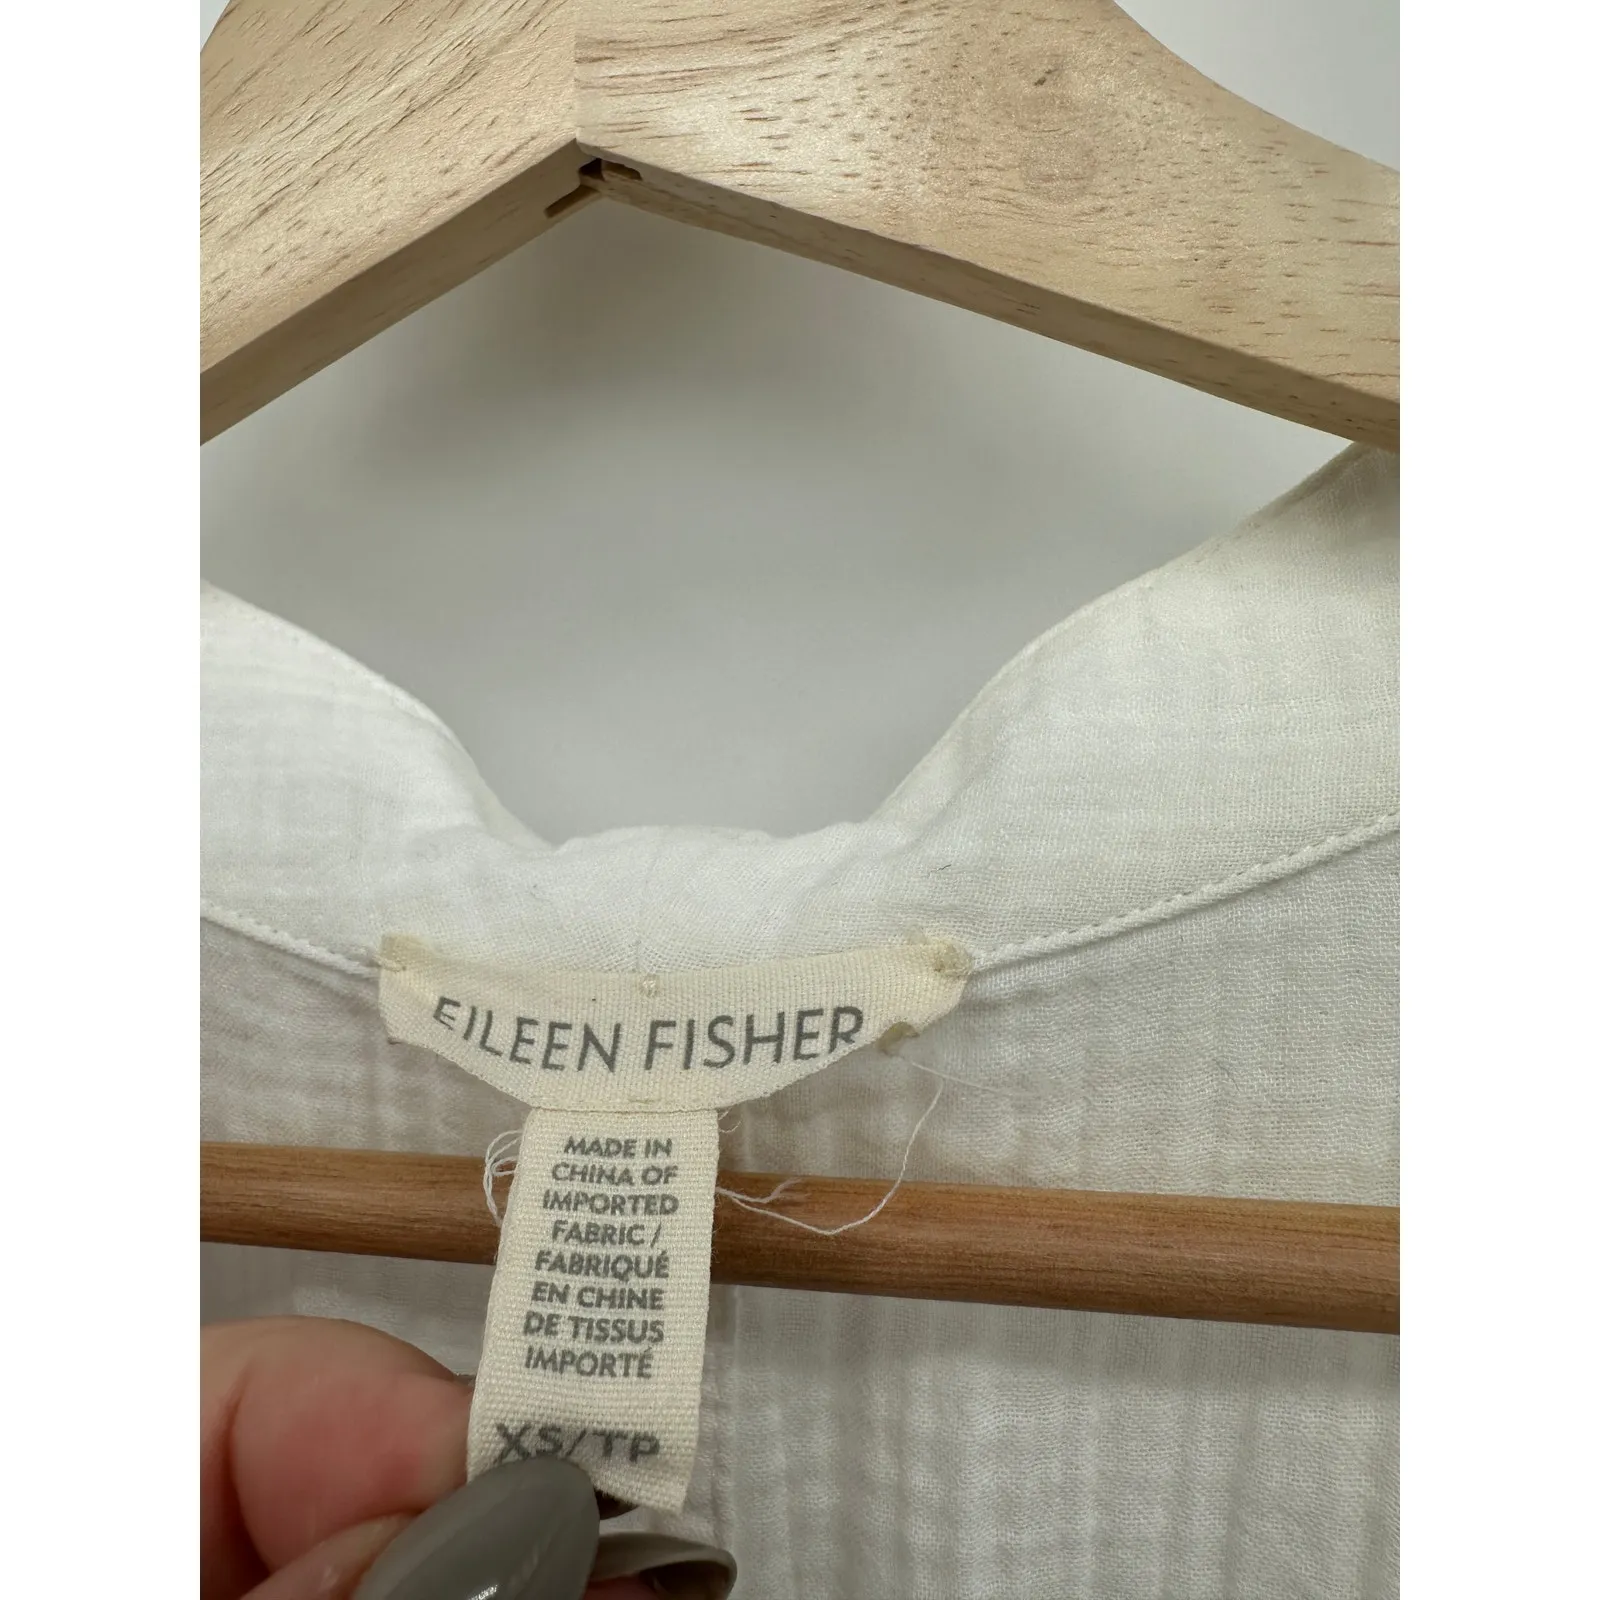 EILEEN FISHER
MADE IN
CHINA OF
IMPORTED
FABRIC /
FABRIQUÉ
EN CHINE
DE TISSUS
IMPORTÉ
XS/TP